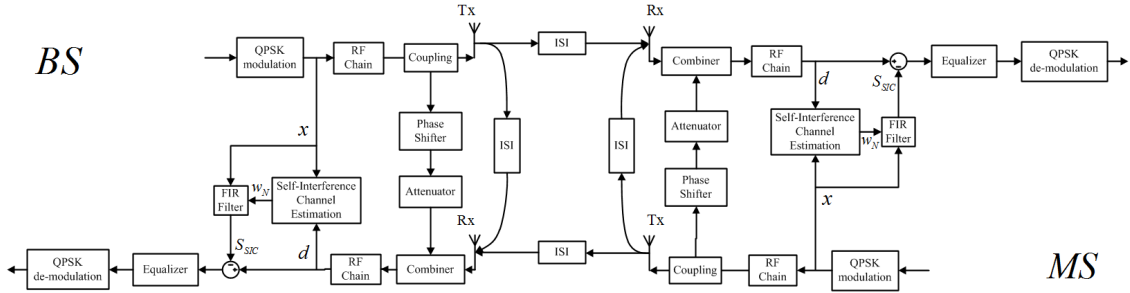 BS
QPSK
modulation
RF
Chain
Coupling
Tx
ISI
Rx
Combiner
RF
Chain
d
S_SIC
Equalizer
QPSK
de-modulation
Phase
Shifter
ISI
ISI
Attenuator
Self-Interference
Channel
Estimation
w_N
FIR
Filter
x
x
FIR
Filter
w_N
Self-Interference
Channel
Estimation
Attenuator
Phase
Shifter
S_SIC
d
Rx
Tx
QPSK
de-modulation
Equalizer
RF
Chain
Combiner
ISI
Coupling
RF
Chain
QPSK
modulation
MS
+
-
+
-